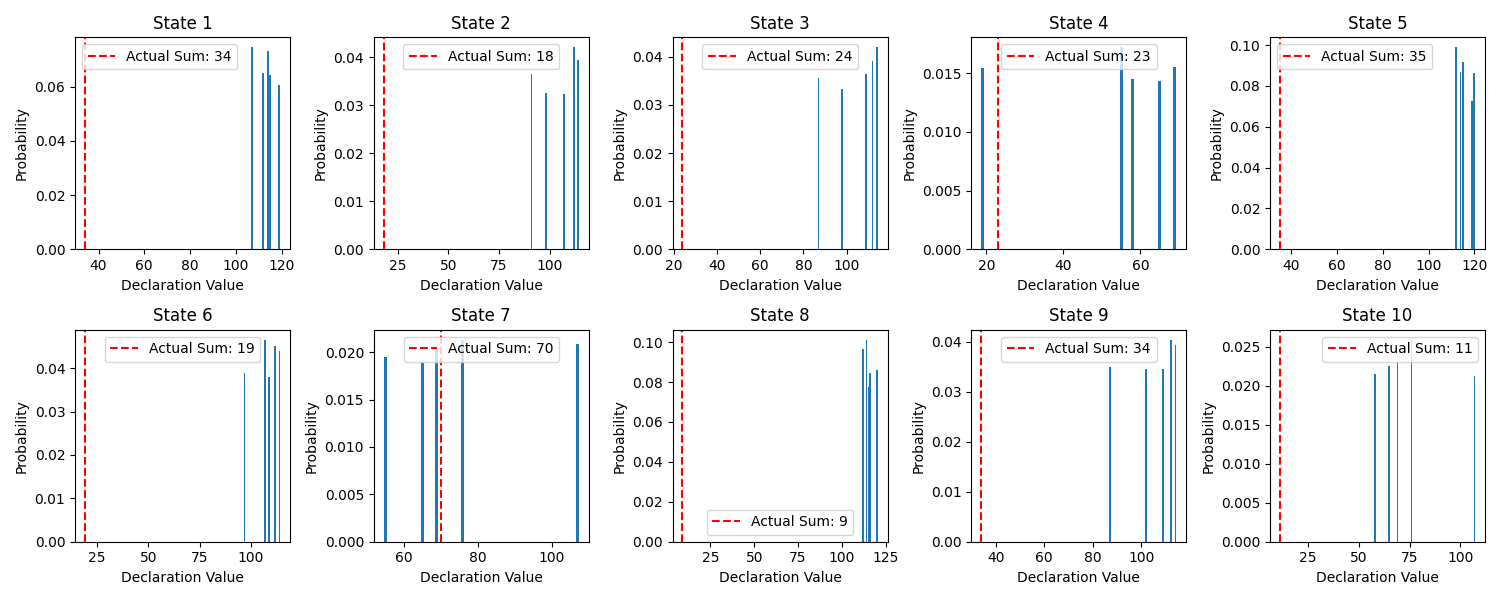 State 1
Actual Sum: 34
Probability
0.06
0.04
0.02
0.00
40 60 80 100 120
Declaration Value
State 2
Actual Sum: 18
Probability
0.04
0.03
0.02
0.01
0.00
25 50 75 100
Declaration Value
State 3
Actual Sum: 24
Probability
0.04
0.03
0.02
0.01
0.00
20 40 60 80 100
Declaration Value
State 4
Actual Sum: 23
Probability
0.015
0.010
0.005
0.000
20 40 60
Declaration Value
State 5
Actual Sum: 35
Probability
0.10
0.08
0.06
0.04
0.02
0.00
40 60 80 100 120
Declaration Value
State 6
Actual Sum: 19
Probability
0.04
0.03
0.02
0.01
0.00
25 50 75 100
Declaration Value
State 7
Actual Sum: 70
Probability
0.020
0.015
0.010
0.005
0.000
60 80 100
Declaration Value
State 8
Actual Sum: 9
Probability
0.10
0.08
0.06
0.04
0.02
0.00
25 50 75 100 125
Declaration Value
State 9
Actual Sum: 34
Probability
0.04
0.03
0.02
0.01
0.00
40 60 80 100
Declaration Value
State 10
Actual Sum: 11
Probability
0.025
0.020
0.015
0.010
0.005
0.000
25 50 75 100
Declaration Value